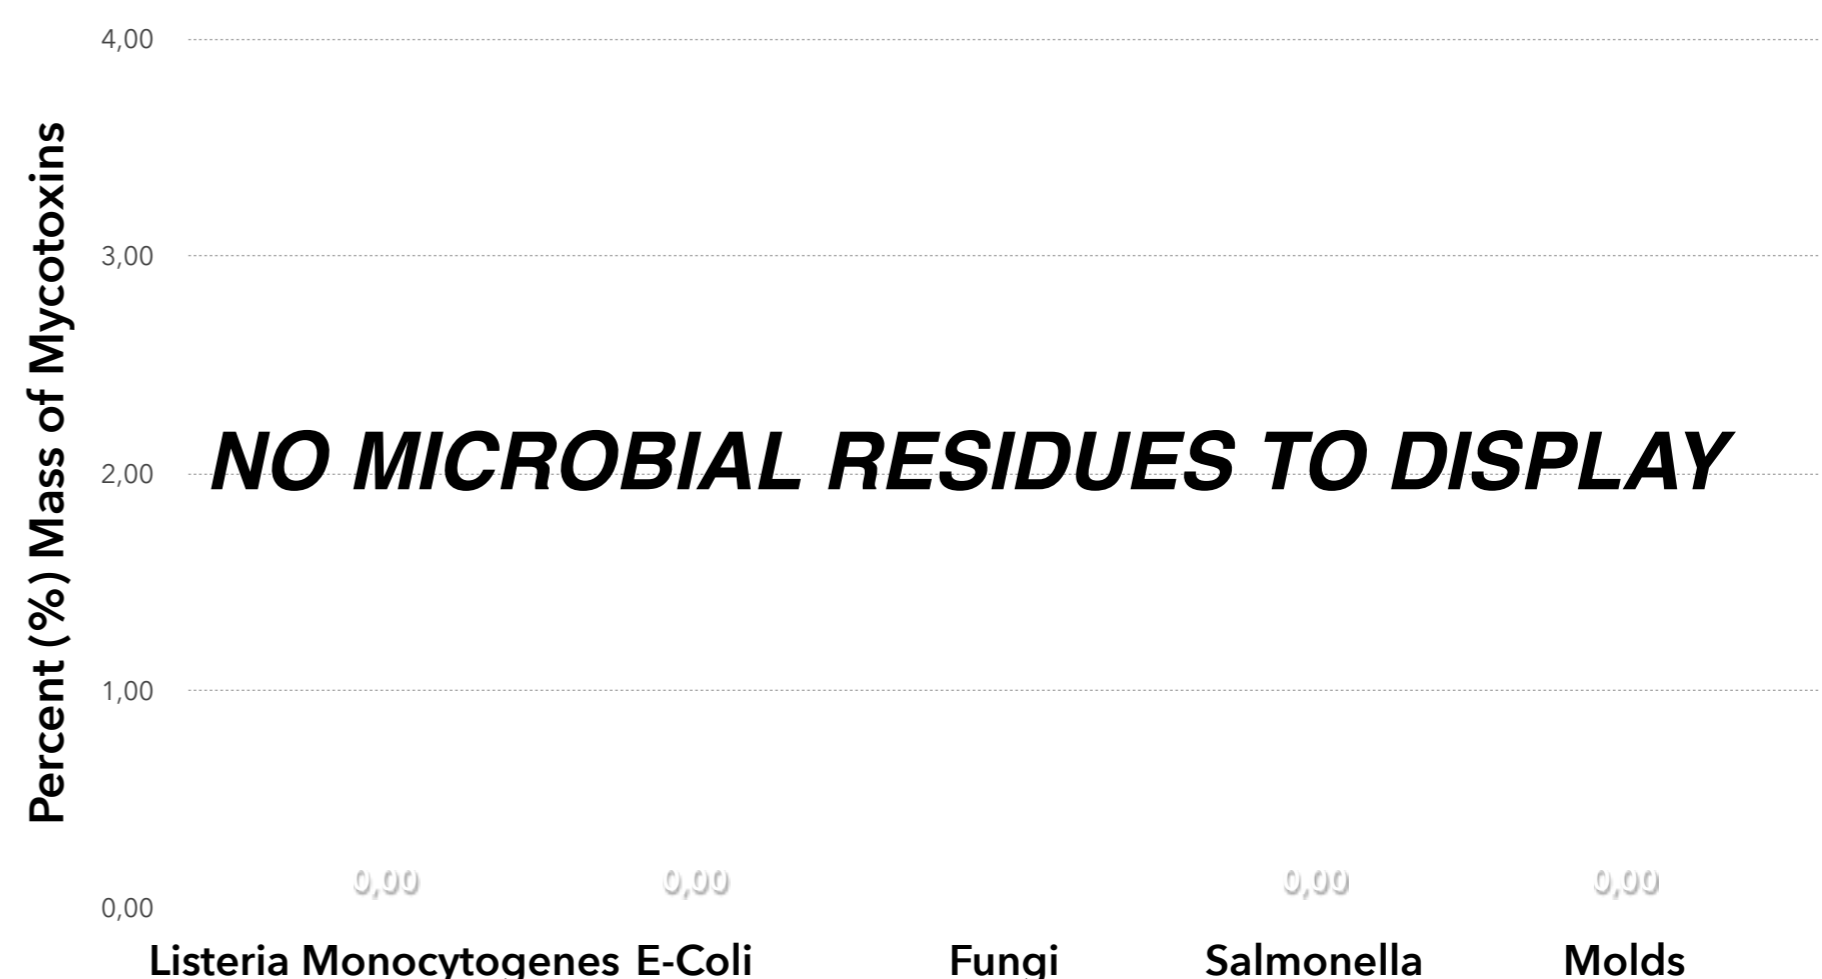 4,00
3,00
2,00
1,00
0,00
Percent (%) Mass of Mycotoxins
NO MICROBIAL RESIDUES TO DISPLAY
0,00 0,00 0,00 0,00
Listeria Monocytogenes E-Coli Fungi Salmonella Molds